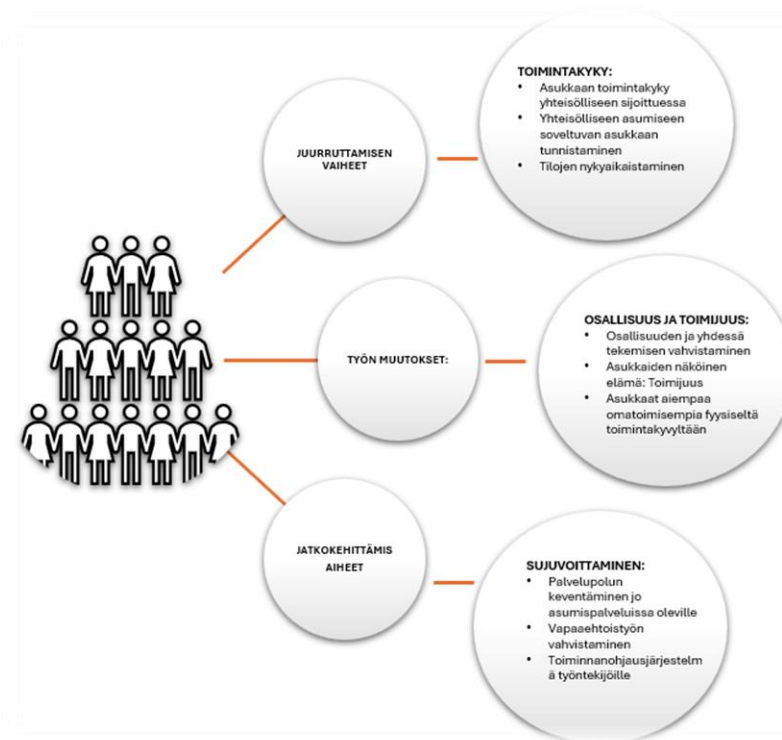 JUURRUTTAMISEN
VAIHEET
TOIMINTAKYKY:
• Asukkaan toimintakyky
yhteisölliseen sijoittuessa
• Yhteisölliseen asumiseen
soveltuvan asukkaan
tunnistaminen
• Tilojen nykyaikaistaminen
TYÖN MUUTOKSET:
OSALLISUUS JA TOIMIJUUS:
• Osallisuuden ja yhdessä
tekemisen vahvistaminen
• Asukkaiden näköinen
elämä: Toimijuus
• Asukkaat aiempaa
omatoimisempia fyysiseltä
toimintakyvyltään
JATKOKEHITTÄMIS
AIHEET
SUJUVOITTAMINEN:
• Palvelupolun
keventäminen jo
asumispalveluissa oleville
• Vapaaehtoistyön
vahvistaminen
• Toiminnanohjausjärjestelm
ä työntekijöille